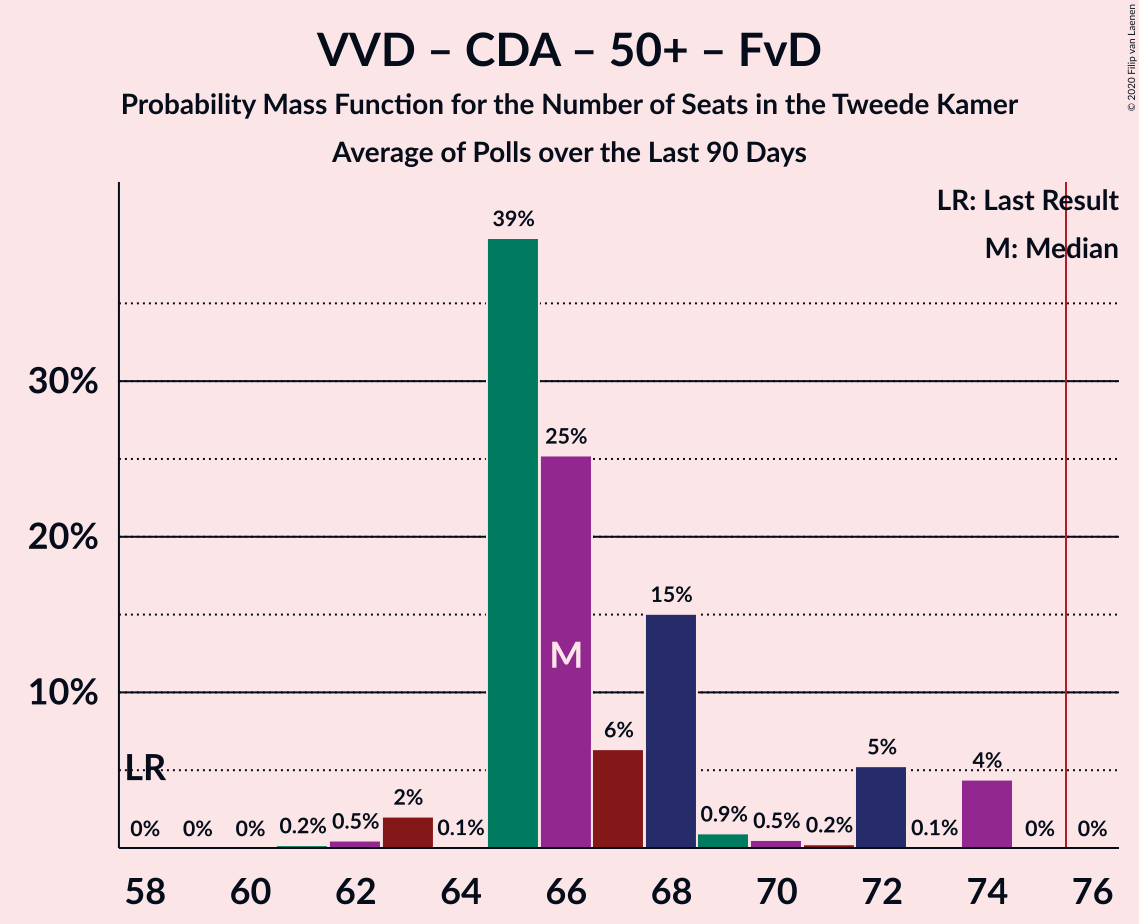 VVD – CDA – 50+ – FvD
Probability Mass Function for the Number of Seats in the Tweede Kamer
Average of Polls over the Last 90 Days
© 2020 Filip van Laenen
LR: Last Result
M: Median
39%
30%
25%
20%
15%
M
10%
6%
5%
4%
LR
2%
0% 0% 0% 0.2% 0.5% 0.1% 0.9% 0.5% 0.2% 0.1% 0% 0%
58 60 62 64 66 68 70 72 74 76